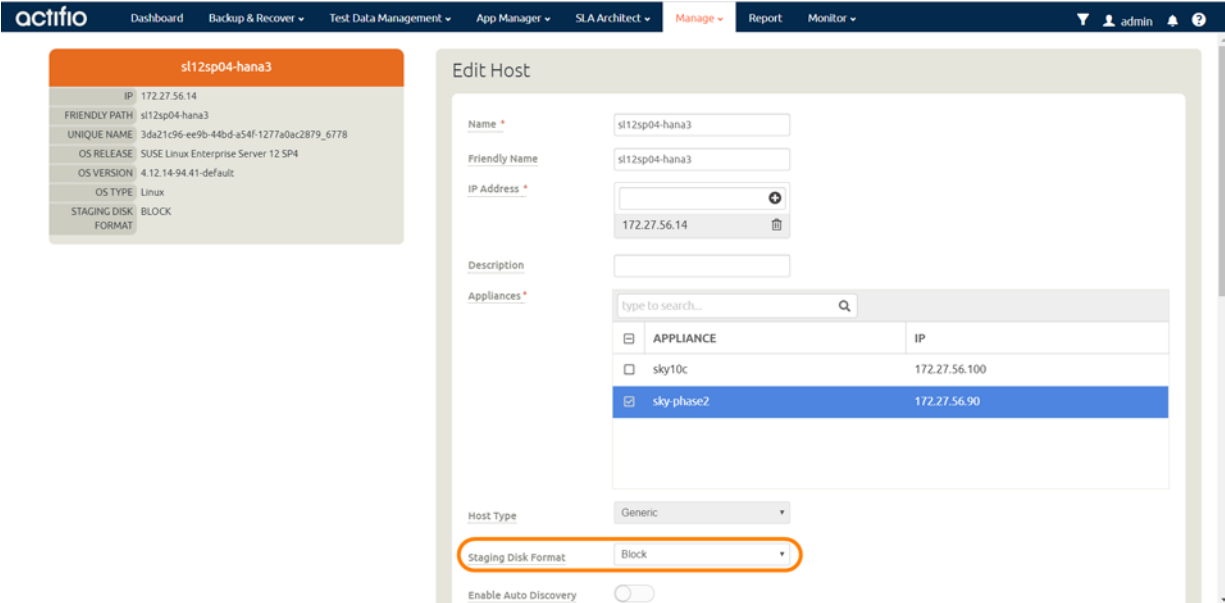 actifio Dashboard Backup & Recover Test Data Management App Manager SLA Architect Manage Report Monitor admin
sl12sp04-hana3
IP 172.27.56.14
FRIENDLY PATH sl12sp04-hana3
UNIQUE NAME 3da21c96-ee9b-44bd-a54f-1277a0ac2879_6778
OS RELEASE SUSE Linux Enterprise Server 12 SP4
OS VERSION 4.12.14-94.41-default
OS TYPE Linux
STAGING DISK BLOCK
FORMAT
Edit Host
Name * sl12sp04-hana3
Friendly Name sl12sp04-hana3
IP Address *
172.27.56.14
Description
Appliances *
type to search...
APPLIANCE IP
sky10c 172.27.56.100
sky-phase2 172.27.56.90
Host Type Generic
Staging Disk Format Block
Enable Auto Discovery